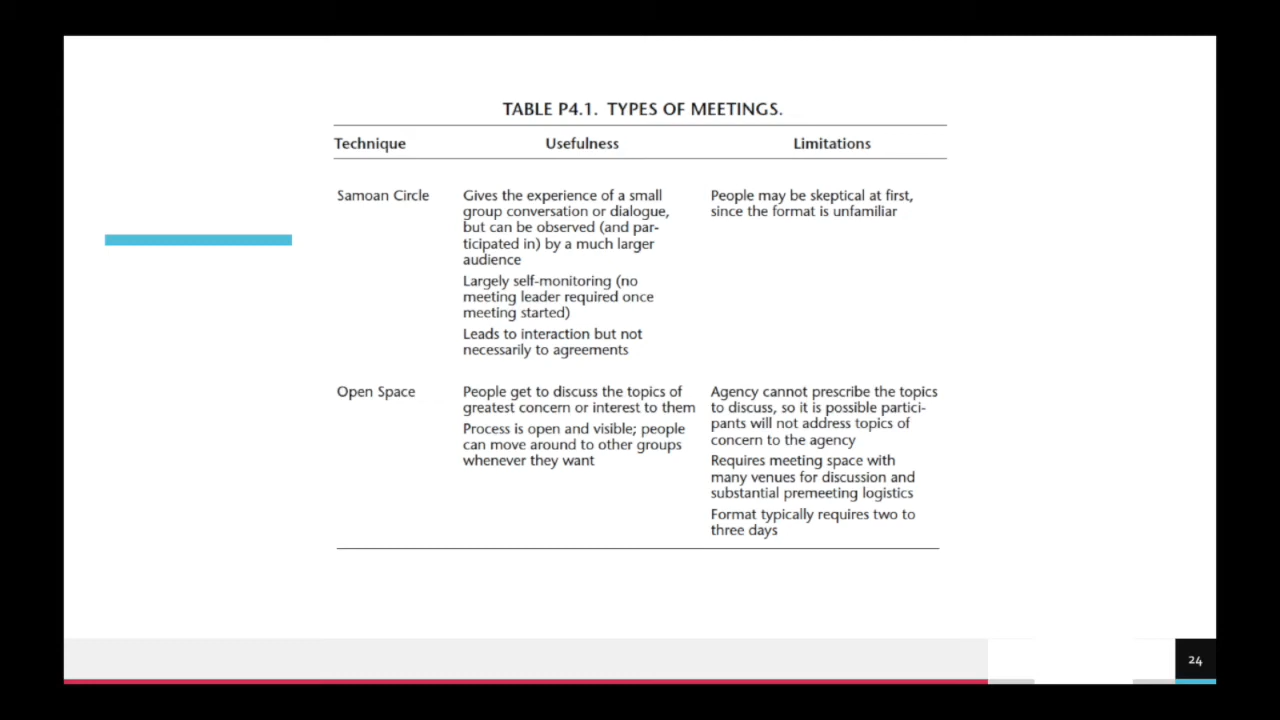 TABLE P4.1. TYPES OF MEETINGS.
Technique Usefulness Limitations
Samoan Circle
Gives the experience of a small
group conversation or dialogue,
but can be observed (and par-
ticipated in) by a much larger
audience
Largely self-monitoring (no
meeting leader required once
meeting started)
Leads to interaction but not
necessarily to agreements
People may be skeptical at first,
since the format is unfamiliar
Open Space
People get to discuss the topics of
greatest concern or interest to them
Process is open and visible; people
can move around to other groups
whenever they want
Agency cannot prescribe the topics
to discuss, so it is possible partici-
pants will not address topics of
concern to the agency
Requires meeting space with
many venues for discussion and
substantial premeeting logistics
Format typically requires two to
three days
24